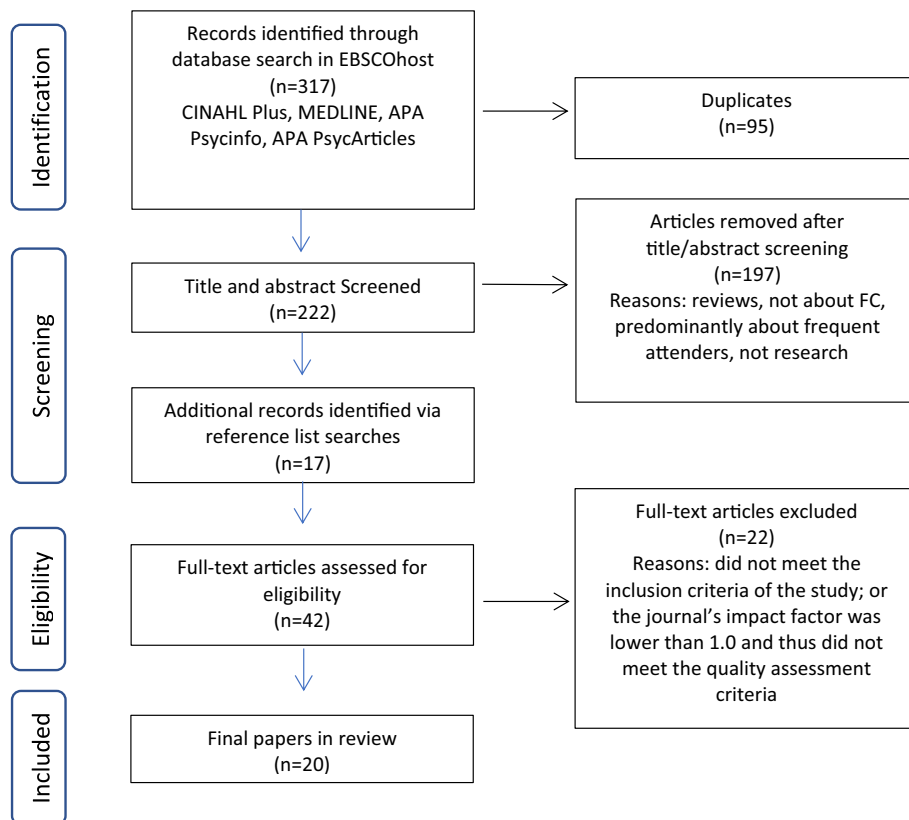 Identification
Records identified through
database search in EBSCOhost
(n=317)
CINAHL Plus, MEDLINE, APA
Psycinfo, APA PsycArticles
Duplicates
(n=95)
Screening
Title and abstract Screened
(n=222)
Articles removed after
title/abstract screening
(n=197)
Reasons: reviews, not about FC,
predominantly about frequent
attenders, not research
Additional records identified via
reference list searches
(n=17)
Eligibility
Full-text articles assessed for
eligibility
(n=42)
Full-text articles excluded
(n=22)
Reasons: did not meet the
inclusion criteria of the study; or
the journal’s impact factor was
lower than 1.0 and thus did not
meet the quality assessment
criteria
Included
Final papers in review
(n=20)